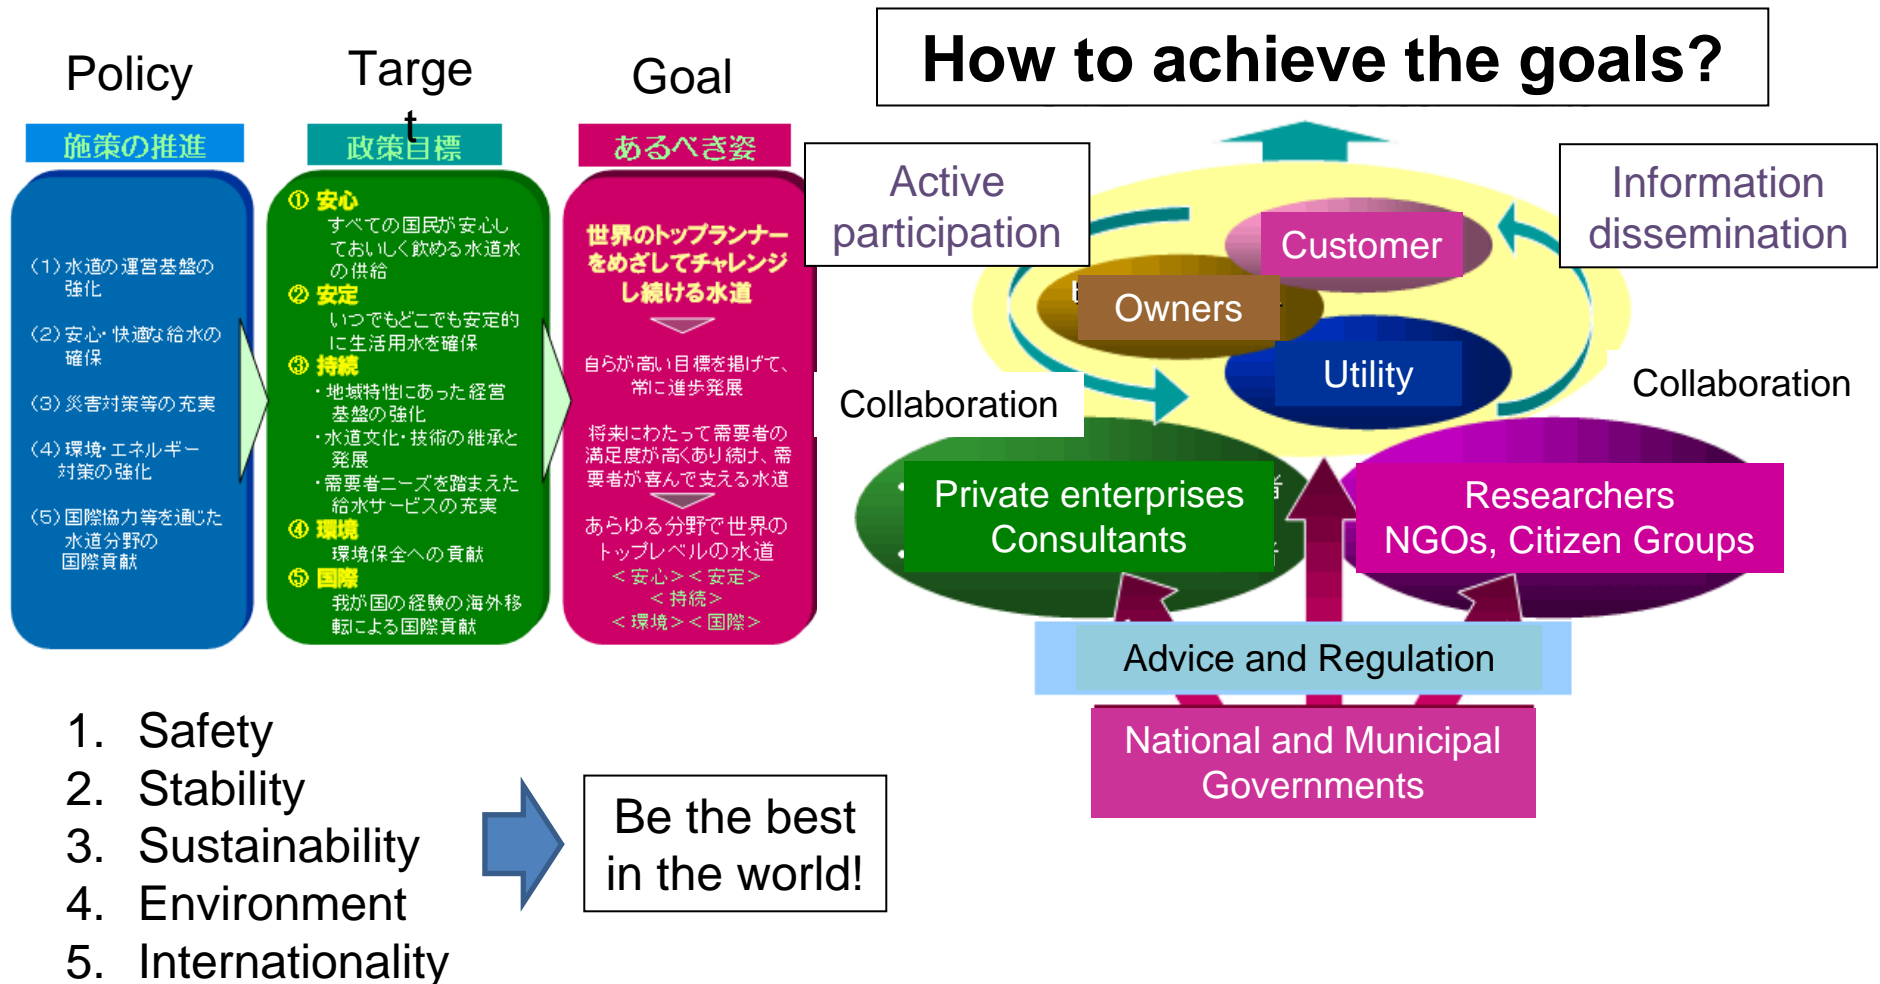 Policy
Targe
t
Goal
How to achieve the goals?
施策の推進
政策目標
あるべき姿
(1) 水道の運営基盤の
強化
(2) 安心・快適な給水の
確保
(3) 災害対策等の充実
(4) 環境・エネルギー
対策の強化
(5) 国際協力等を通じた
水道分野の
国際貢献
① 安心
すべての国民が安心し
ておいしく飲める水道水
の供給
② 安定
いつでもどこでも安定的
に生活用水を確保
③ 持続
・地域特性にあった経営
基盤の強化
・水道文化・技術の継承と
発展
・需要者ニーズを踏まえた
給水サービスの充実
④ 環境
環境保全への貢献
⑤ 国際
我が国の経験の海外移
転による国際貢献
世界のトップランナー
をめざしてチャレンジ
し続ける水道
自らが高い目標を掲げて、
常に進歩発展
将来にわたって需要者の
満足度が高くあり続け、需
要者が喜んで支える水道
あらゆる分野で世界の
トップレベルの水道
<安心><安定>
<持続>
<環境><国際>
Active
participation
Information
dissemination
Customer
Owners
Utility
Collaboration
Collaboration
Private enterprises
Consultants
者
者
Researchers
NGOs, Citizen Groups
Advice and Regulation
National and Municipal
Governments
1. Safety
2. Stability
3. Sustainability
4. Environment
5. Internationality
Be the best
in the world!